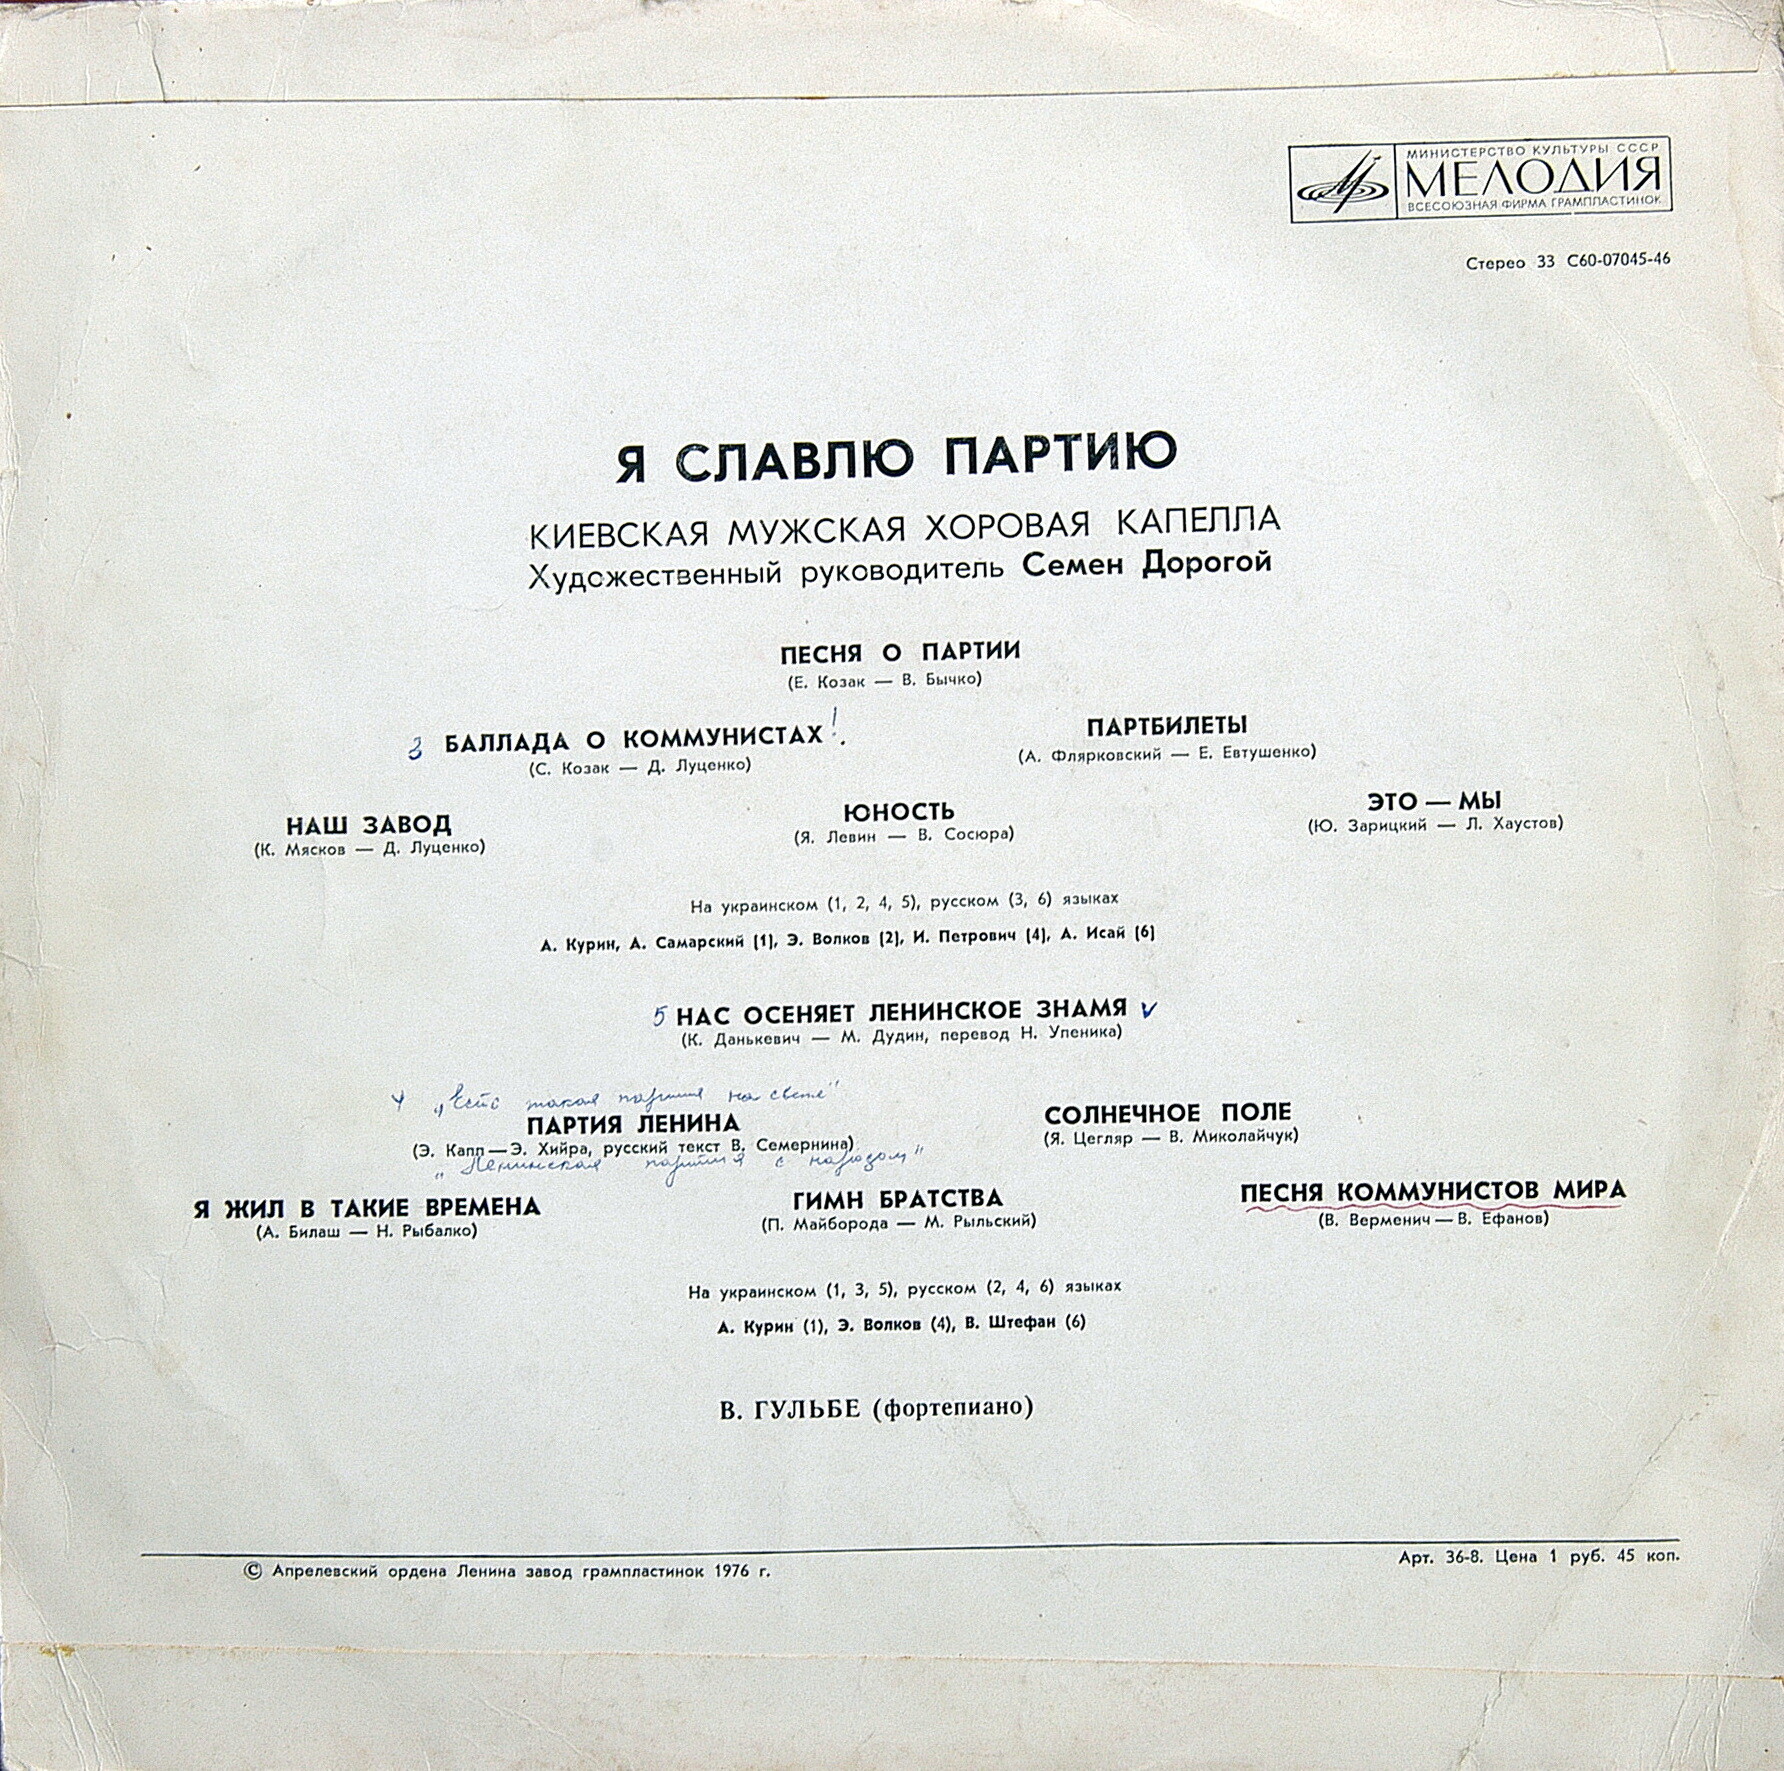 МИНИСТЕРСТВО КУЛЬТУРЫ СССР
МЕЛОДИЯ
ВСЕСОЮЗНАЯ ФИРМА ГРАМПЛАСТИНОК
Стерео 33 С60-07045-46
Я СЛАВЛЮ ПАРТИЮ
КИЕВСКАЯ МУЖСКАЯ ХОРОВАЯ КАПЕЛЛА
Художественный руководитель Семен Дорогой
ПЕСНЯ О ПАРТИИ
(Е. Козак — В. Бычко)
3 БАЛЛАДА О КОММУНИСТАХ !
(С. Козак — Д. Луценко)
ПАРТБИЛЕТЫ
(А. Флярковский — Е. Евтушенко)
НАШ ЗАВОД
(К. Мясков — Д. Луценко)
ЮНОСТЬ
(Я. Левин — В. Сосюра)
ЭТО — МЫ
(Ю. Зарицкий — Л. Хаустов)
На украинском (1, 2, 4, 5), русском (3, 6) языках
А. Курин, А. Самарский (1), Э. Волков (2), И. Петрович (4), А. Исай (6)
5 НАС ОСЕНЯЕТ ЛЕНИНСКОЕ ЗНАМЯ v
(К. Данькевич — М. Дудин, перевод Н. Упеника)
4 „Есть такая партия на свете"
ПАРТИЯ ЛЕНИНА
(Э. Капп — Э. Хийра, русский текст В. Семернина)
„Ленинская партия с народом"
СОЛНЕЧНОЕ ПОЛЕ
(Я. Цегляр — В. Миколайчук)
Я ЖИЛ В ТАКИЕ ВРЕМЕНА
(А. Билаш — Н. Рыбалко)
ГИМН БРАТСТВА
(П. Майборода — М. Рыльский)
ПЕСНЯ КОММУНИСТОВ МИРА
(В. Верменич — В. Ефанов)
На украинском (1, 3, 5), русском (2, 4, 6) языках
А. Курин (1), Э. Волков (4), В. Штефан (6)
В. ГУЛЬБЕ (фортепиано)
© Апрелевский ордена Ленина завод грампластинок 1976 г.
Арт. 36-8. Цена 1 руб. 45 коп.